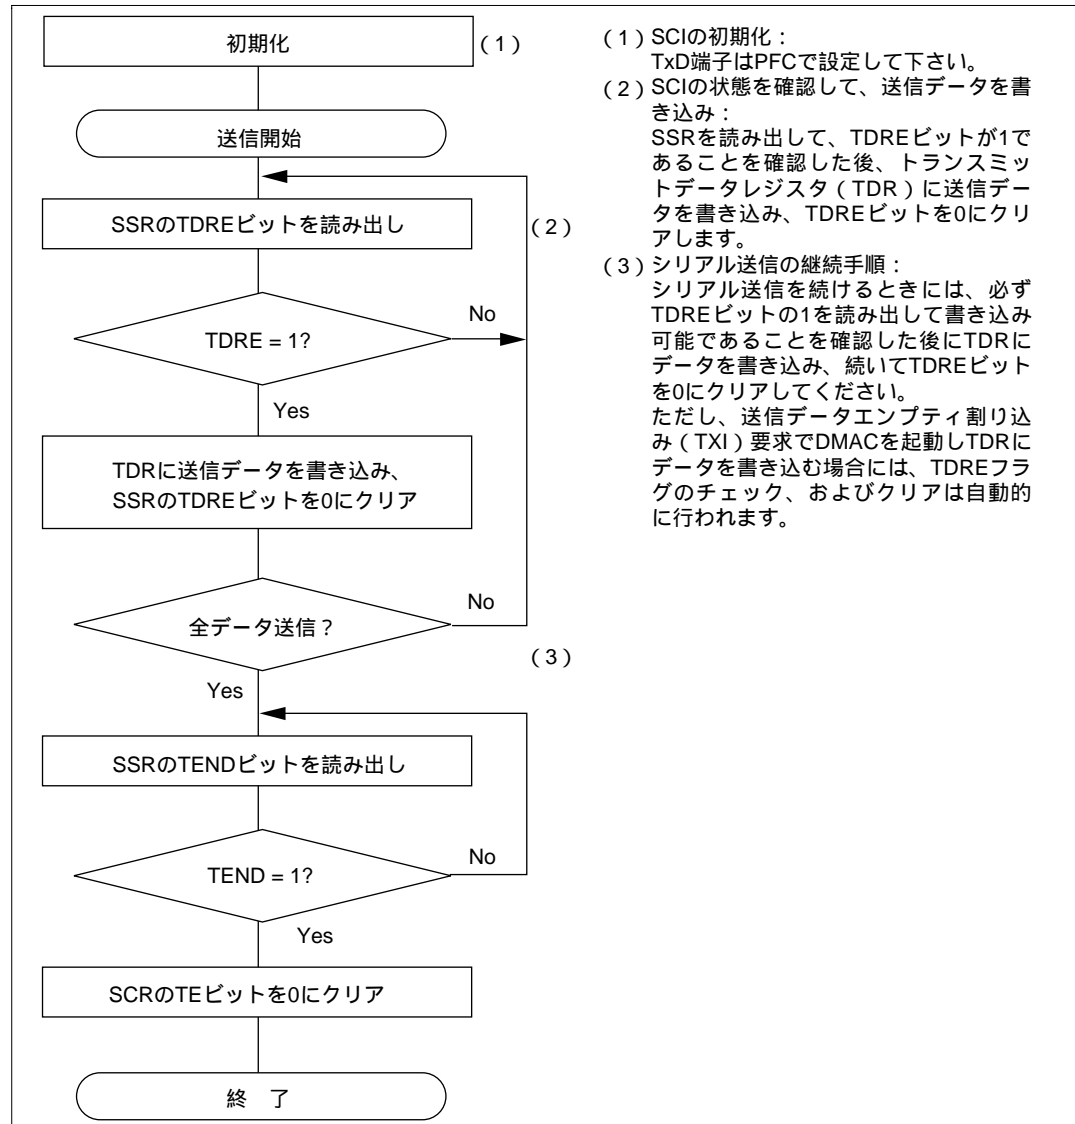 初期化
（1）
送信開始
SSRのTDREビットを読み出し
（2）
TDRE = 1?
No
Yes
TDRに送信データを書き込み、
SSRのTDREビットを0にクリア
全データ送信？
No
（3）
Yes
SSRのTENDビットを読み出し
TEND = 1?
No
Yes
SCRのTEビットを0にクリア
終　了
（1）SCIの初期化：
TxD端子はPFCで設定して下さい。
（2）SCIの状態を確認して、送信データを書
き込み：
SSRを読み出して、TDREビットが1で
あることを確認した後、トランスミッ
トデータレジスタ（TDR）に送信デー
タを書き込み、TDREビットを0にクリ
アします。
（3）シリアル送信の継続手順：
シリアル送信を続けるときには、必ず
TDREビットの1を読み出して書き込み
可能であることを確認した後にTDRに
データを書き込み、続いてTDREビット
を0にクリアしてください。
ただし、送信データエンプティ割り込
み（TXI）要求でDMACを起動しTDRに
データを書き込む場合には、TDREフラ
グのチェック、およびクリアは自動的
に行われます。